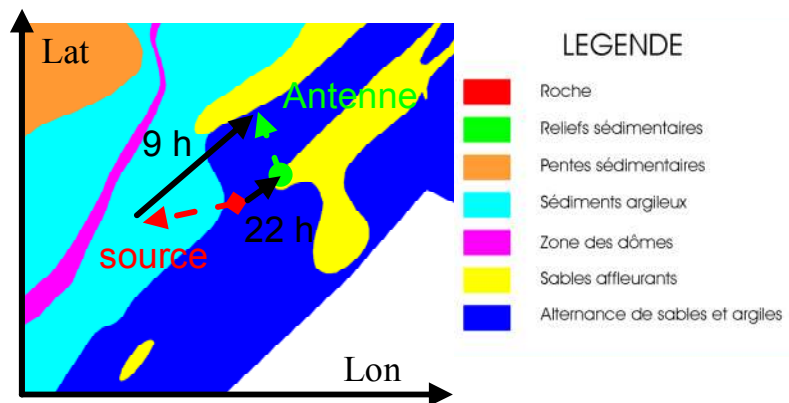 Lat
Antenne
9 h
22 h
source
Lon
LEGENDE
Roche
Reliefs sédimentaires
Pentes sédimentaires
Sédiments argileux
Zone des dômes
Sables affleurants
Alternance de sables et argiles